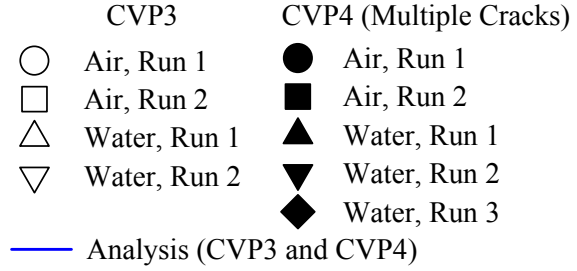 CVP3 CVP4 (Multiple Cracks)
Air, Run 1 Air, Run 1
Air, Run 2 Air, Run 2
Water, Run 1 Water, Run 1
Water, Run 2 Water, Run 2
Water, Run 3
Analysis (CVP3 and CVP4)